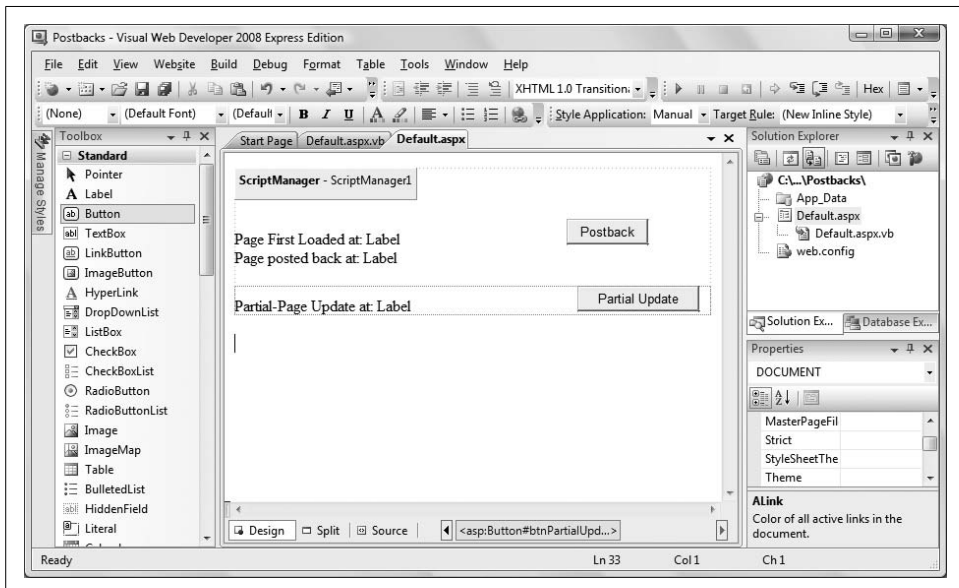 Postbacks - Visual Web Developer 2008 Express Edition
File Edit View Website Build Debug Format Table Tools Window Help
XHTML 1.0 Transition: Hex
(None) (Default Font) (Default B I U A Style Application: Manual Target Rule: (New Inline Style)
Manage Styles
Toolbox
Standard
Pointer
A Label
ab Button
abl TextBox
ab LinkButton
ImageButton
A HyperLink
DropDownList
ListBox
CheckBox
CheckBoxList
RadioButton
RadioButtonList
Image
ImageMap
Table
BulletedList
abl HiddenField
Literal
Start Page Default.aspx.vb Default.aspx
ScriptManager - ScriptManager1
Postback
Page First Loaded at: Label
Page posted back at: Label
Partial Update
Partial-Page Update at: Label
Design Split Source <asp:Button#btnPartialUpd...>
Solution Explorer
C:\...\Postbacks\
App_Data
Default.aspx
Default.aspx.vb
web.config
Solution Ex... Database Ex...
Properties
DOCUMENT
MasterPageFil
Strict
StyleSheetThe
Theme
ALink
Color of all active links in the
document.
Ready Ln 33 Col 1 Ch 1